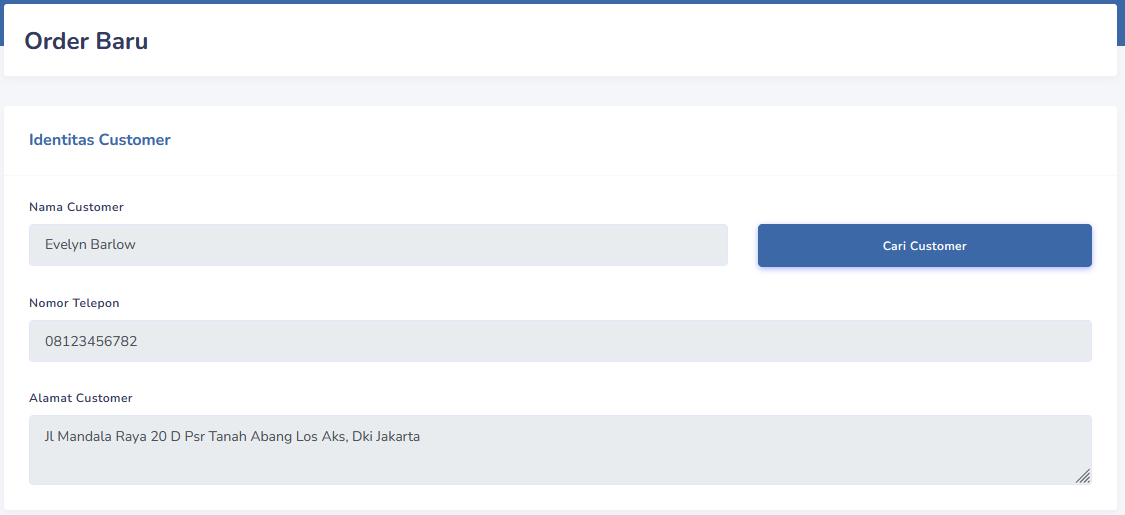 Order Baru
Identitas Customer
Nama Customer
Evelyn Barlow
Cari Customer
Nomor Telepon
08123456782
Alamat Customer
Jl Mandala Raya 20 D Psr Tanah Abang Los Aks, Dki Jakarta